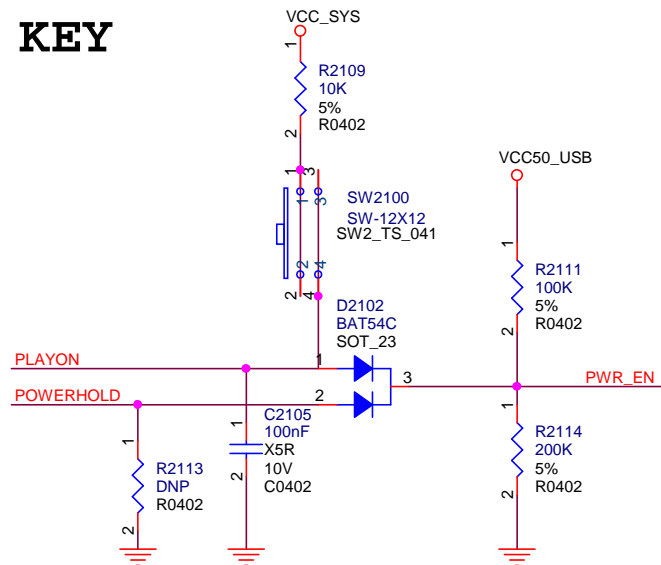 KEY
VCC_SYS
1
R2109
10K
5%
R0402
2
1
3
1
3
SW2100
SW-12X12
SW2_TS_041
2
4
2
4
VCC50_USB
1
R2111
100K
5%
R0402
2
D2102
BAT54C
SOT_23
PLAYON
1
POWERHOLD
2
3
PWR_EN
1
R2113
DNP
R0402
2
1
C2105
100nF
X5R
10V
C0402
2
1
R2114
200K
5%
R0402
2